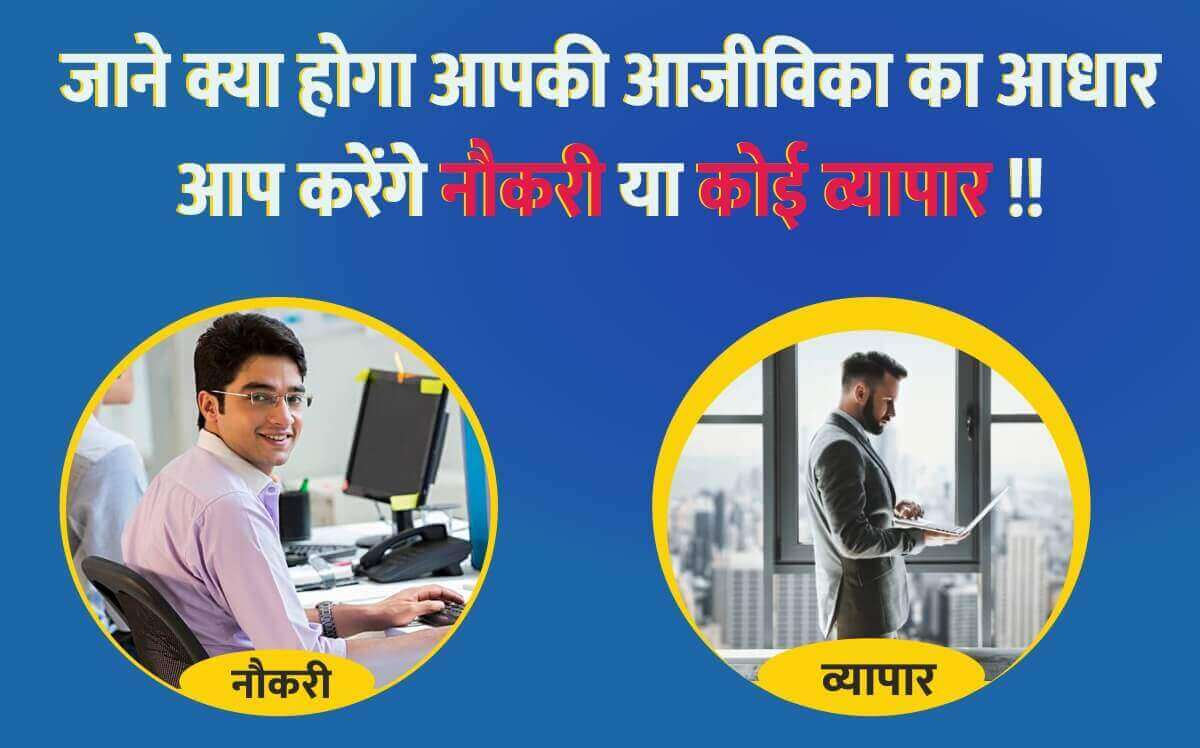 जाने क्या होगा आपकी आजीविका का आधार
आप करेंगे नौकरी या कोई व्यापार !!
नौकरी
व्यापार